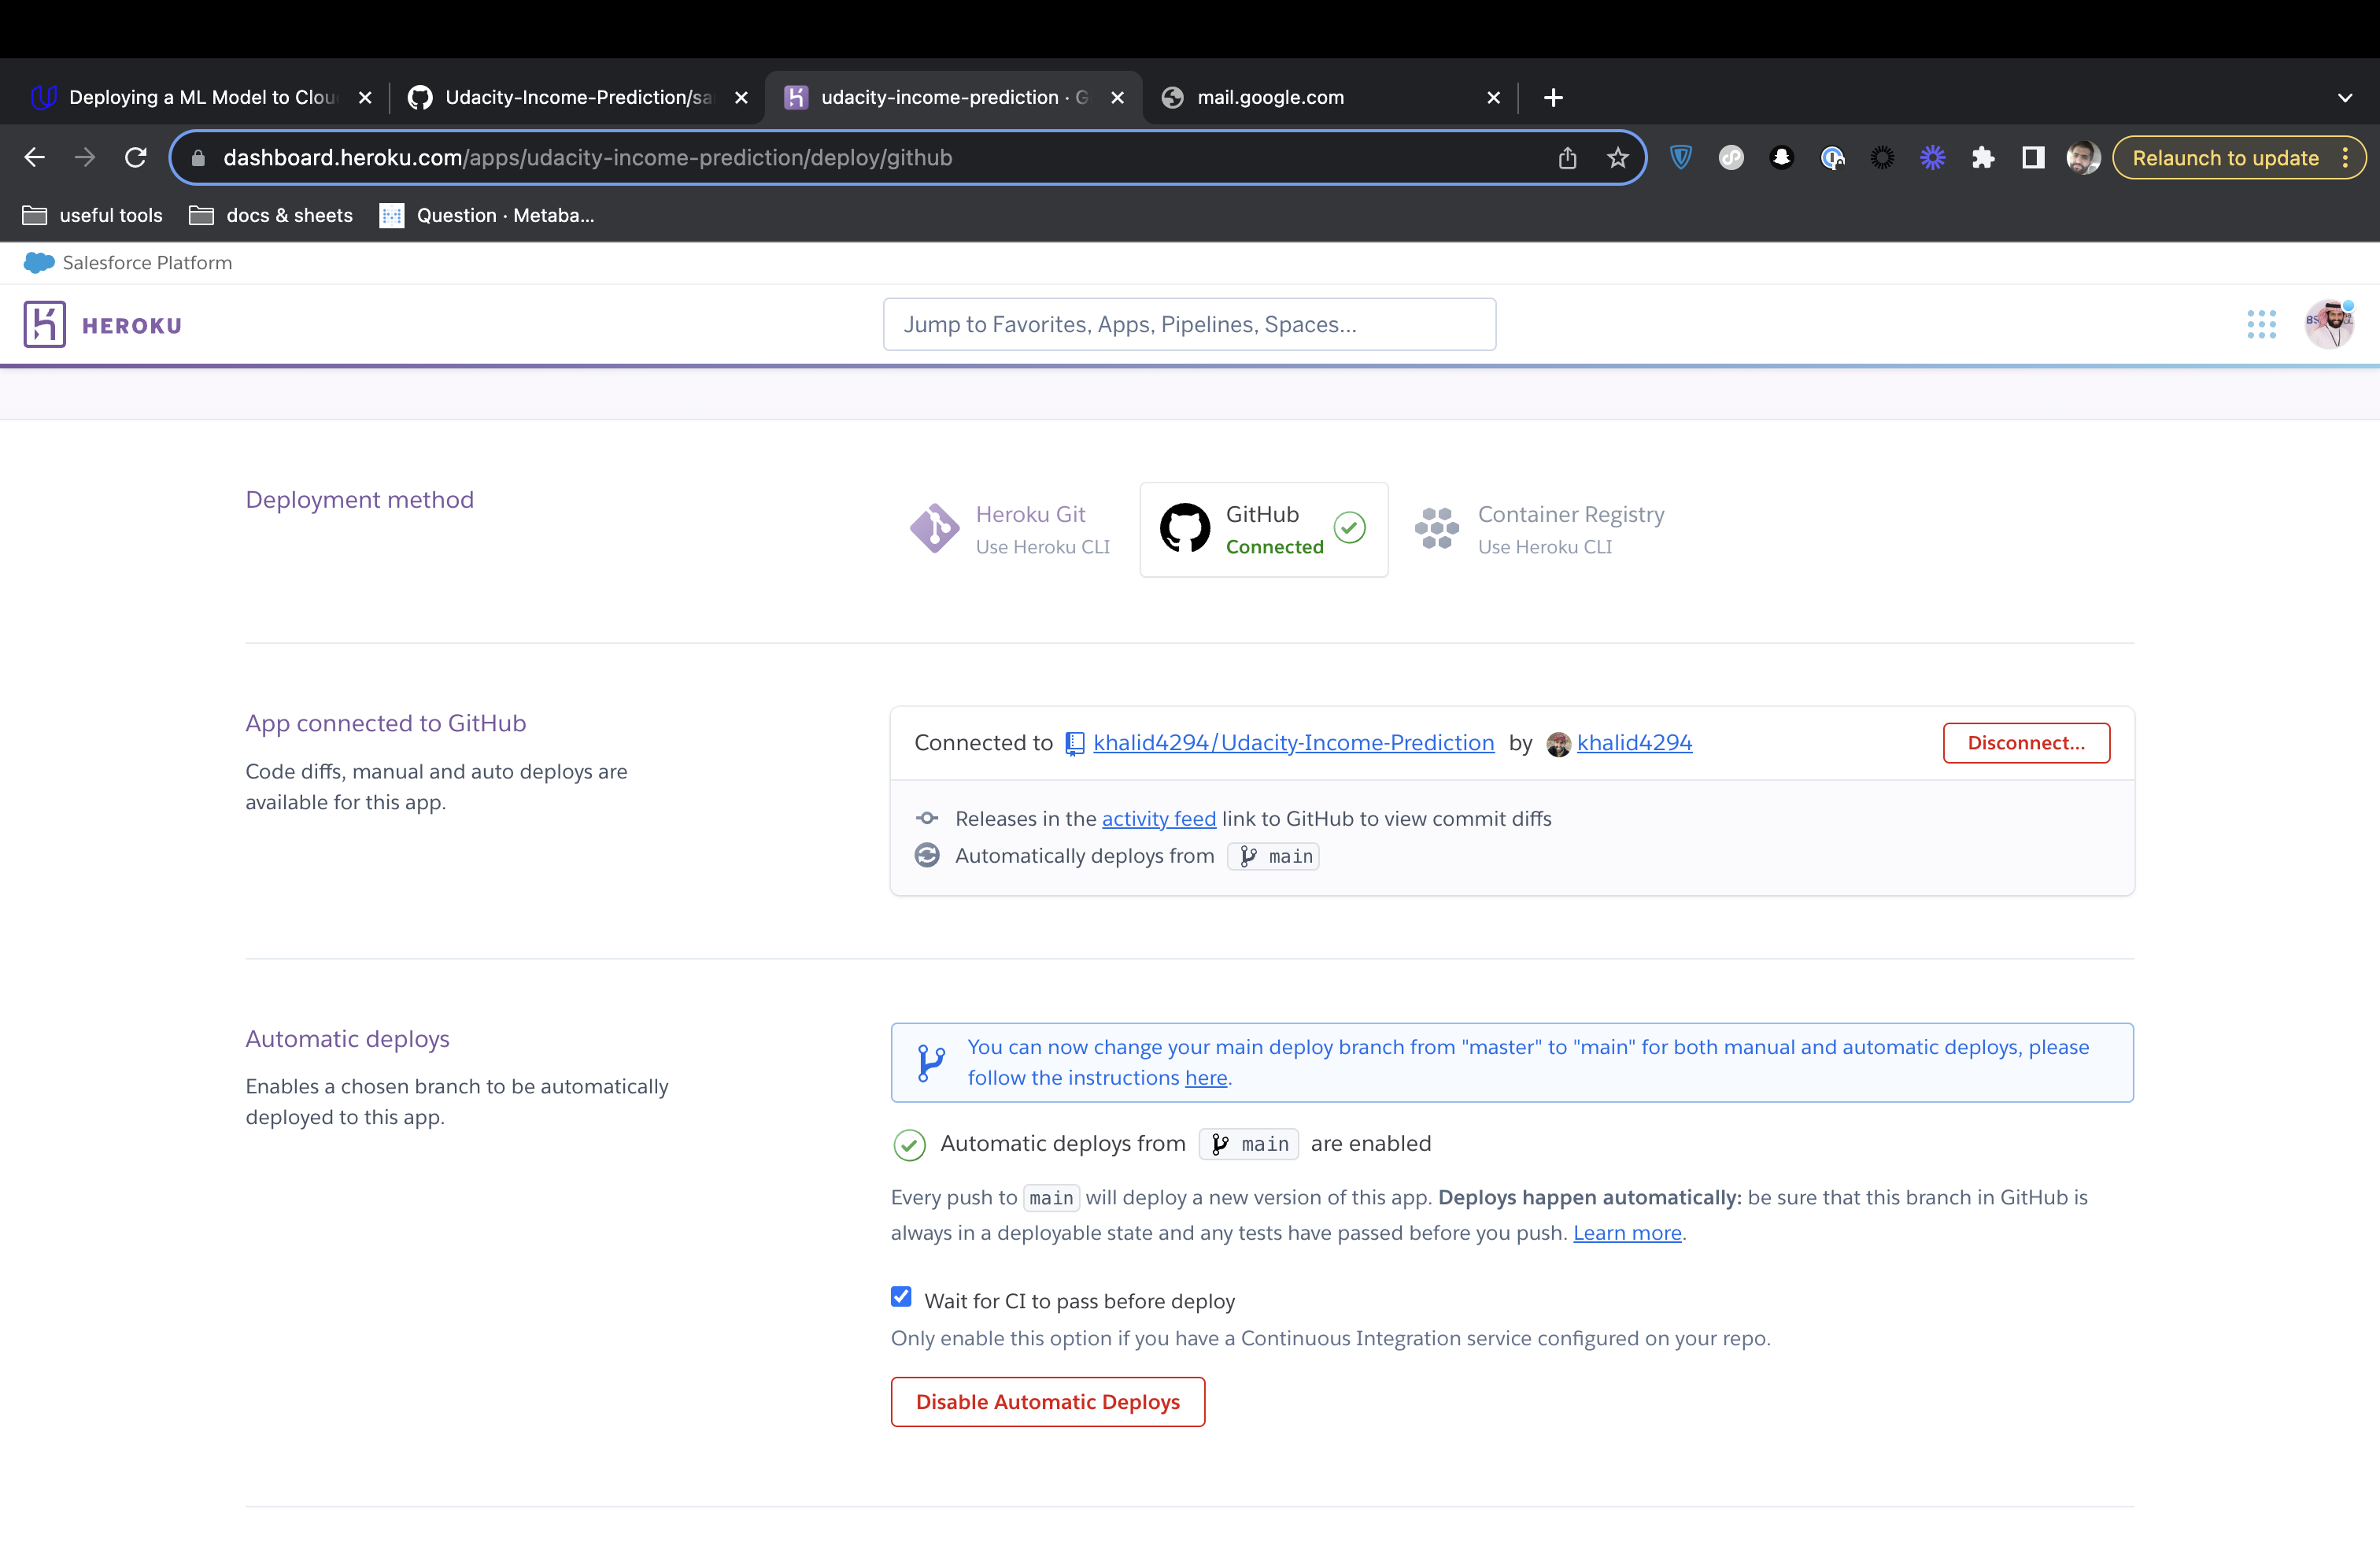 Deploying a ML Model to Clou
Udacity-Income-Prediction/sa
udacity-income-prediction · G
mail.google.com
dashboard.heroku.com/apps/udacity-income-prediction/deploy/github
Relaunch to update
useful tools
docs & sheets
Question · Metaba...
Salesforce Platform
HEROKU
Jump to Favorites, Apps, Pipelines, Spaces...
Deployment method
Heroku Git
Use Heroku CLI
GitHub
Connected
Container Registry
Use Heroku CLI
App connected to GitHub
Code diffs, manual and auto deploys are
available for this app.
Connected to khalid4294/Udacity-Income-Prediction by khalid4294
Disconnect...
Releases in the activity feed link to GitHub to view commit diffs
Automatically deploys from main
Automatic deploys
Enables a chosen branch to be automatically
deployed to this app.
You can now change your main deploy branch from "master" to "main" for both manual and automatic deploys, please
follow the instructions here.
Automatic deploys from main are enabled
Every push to main will deploy a new version of this app. Deploys happen automatically: be sure that this branch in GitHub is
always in a deployable state and any tests have passed before you push. Learn more.
Wait for CI to pass before deploy
Only enable this option if you have a Continuous Integration service configured on your repo.
Disable Automatic Deploys